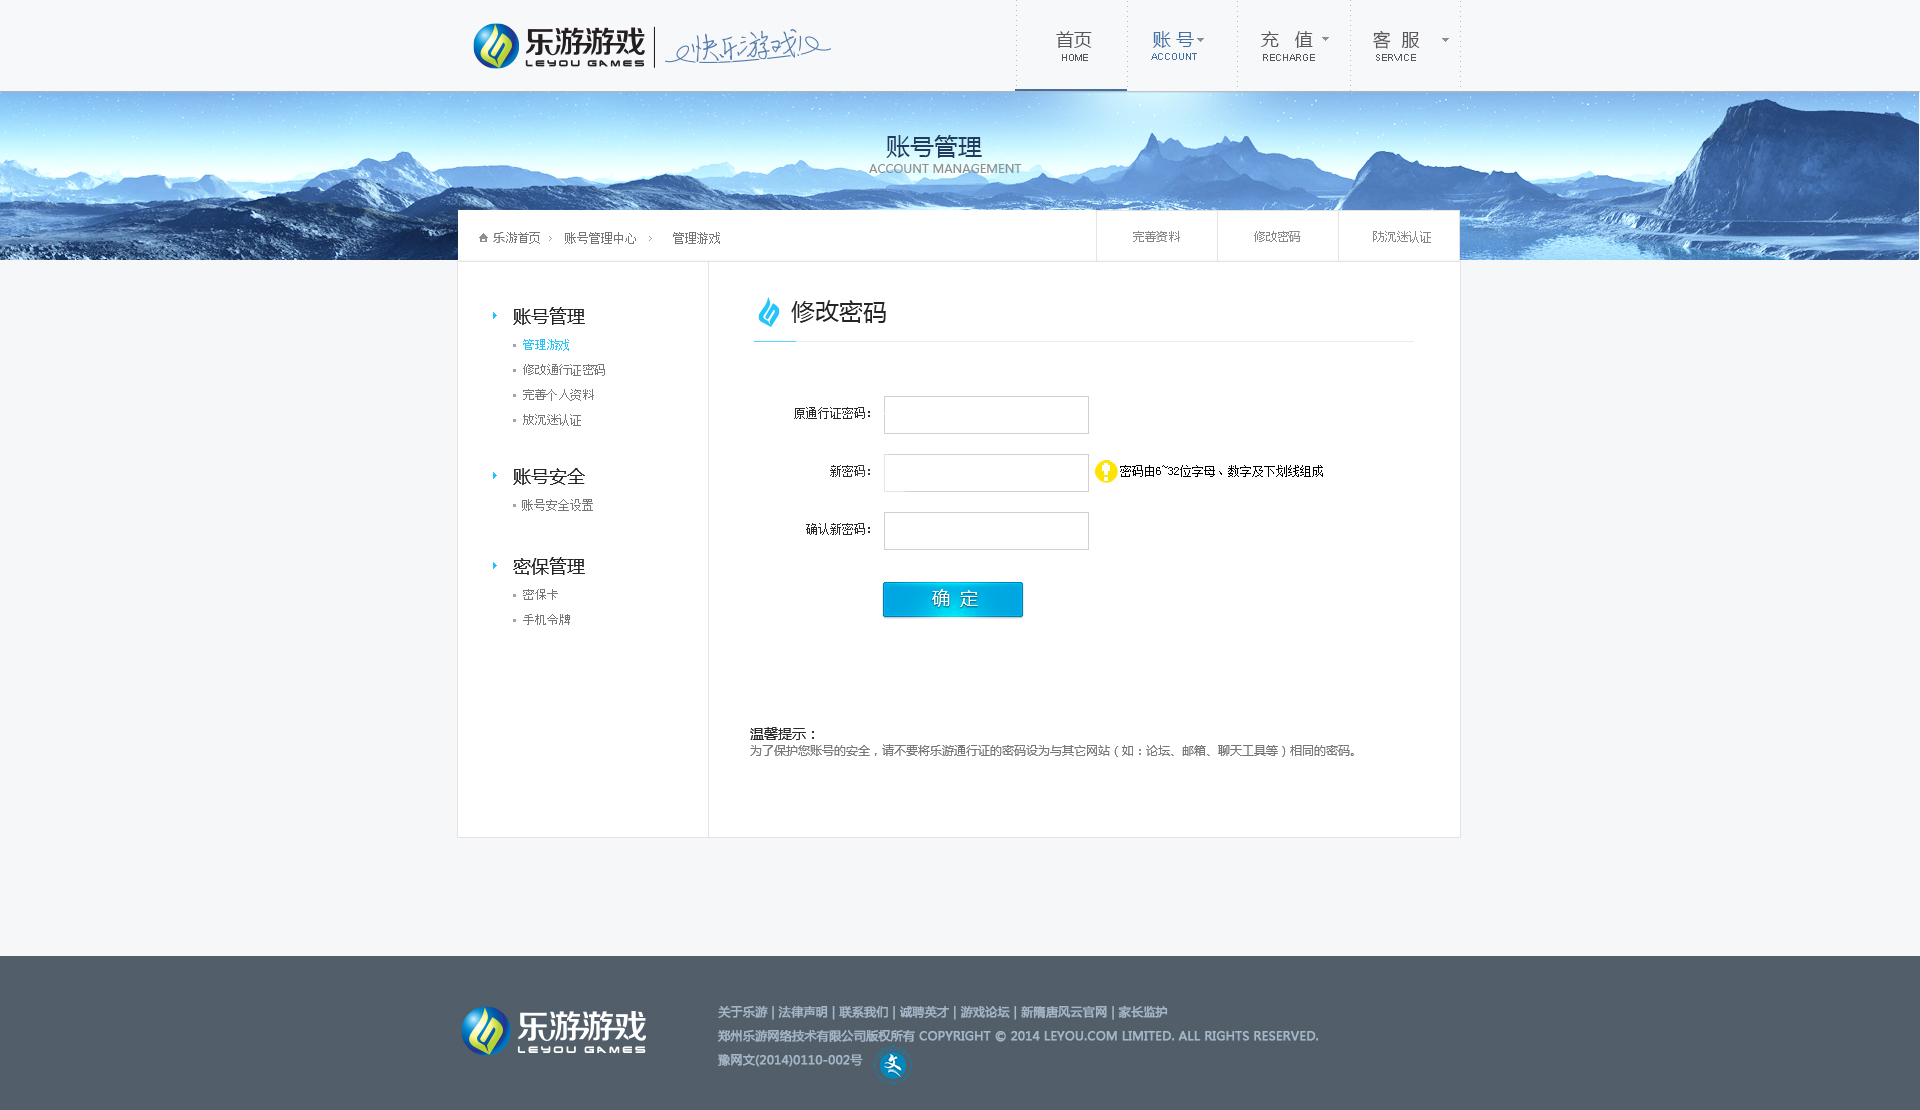 乐游游戏
LEYOU GAMES
快乐游戏
首页
HOME
账 号
ACCOUNT
充 值
RECHARGE
客 服
SERVICE
账号管理
ACCOUNT MANAGEMENT
乐游首页 > 账号管理中心 > 管理游戏
完善资料
修改密码
防沉迷认证
账号管理
管理游戏
修改通行证密码
完善个人资料
放沉迷认证
账号安全
账号安全设置
密保管理
密保卡
手机令牌
修改密码
原通行证密码：
新密码：
密码由6~32位字母、数字及下划线组成
确认新密码：
确 定
温馨提示：
为了保护您账号的安全，请不要将乐游通行证的密码设为与其它网站（如：论坛、邮箱、聊天工具等）相同的密码。
乐游游戏
LEYOU GAMES
关于乐游 | 法律声明 | 联系我们 | 诚聘英才 | 游戏论坛 | 新隋唐风云官网 | 家长监护
郑州乐游网络技术有限公司版权所有 COPYRIGHT © 2014 LEYOU.COM LIMITED. ALL RIGHTS RESERVED.
豫网文(2014)0110-002号